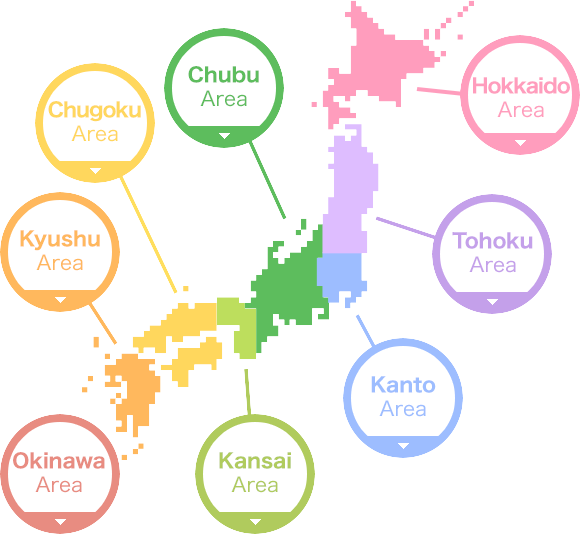 Chubu
Area
Hokkaido
Area
Chugoku
Area
Kyushu
Area
Tohoku
Area
Kanto
Area
Okinawa
Area
Kansai
Area